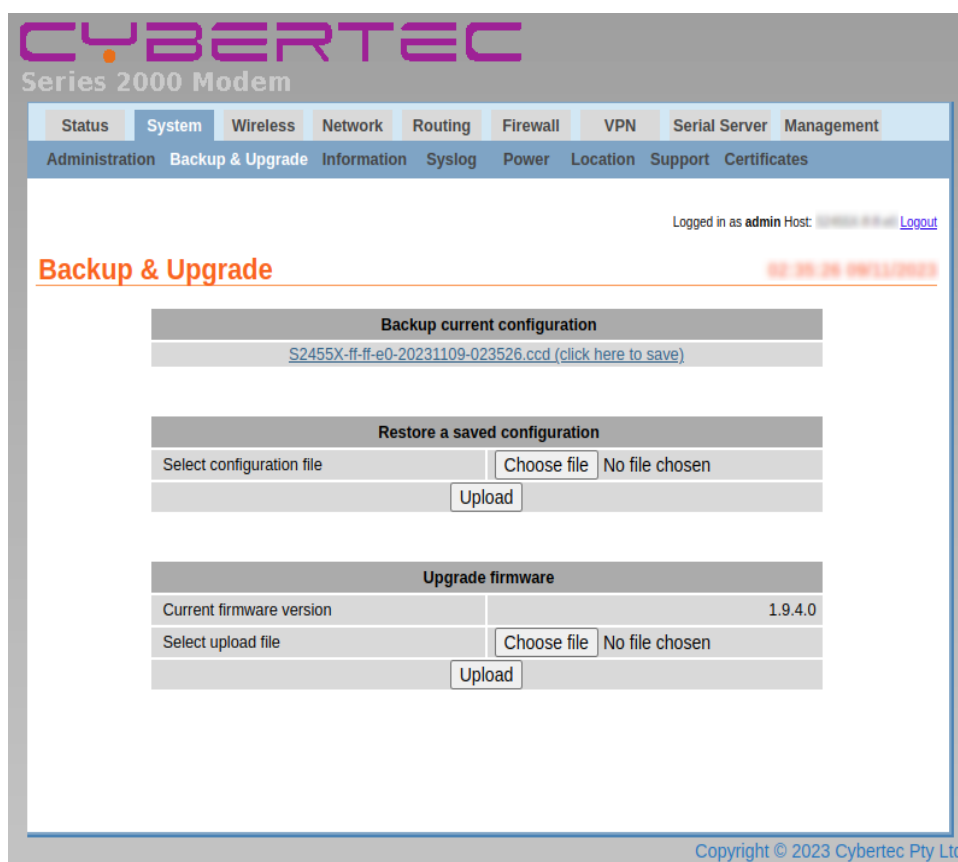 CYBERTEC
Series 2000 Modem
Status System Wireless Network Routing Firewall VPN Serial Server Management
Administration Backup & Upgrade Information Syslog Power Location Support Certificates
Logged in as admin Host: Logout
Backup & Upgrade
Backup current configuration
S2455X-ff-ff-e0-20231109-023526.ccd (click here to save)
Restore a saved configuration
Select configuration file Choose file No file chosen
Upload
Upgrade firmware
Current firmware version 1.9.4.0
Select upload file Choose file No file chosen
Upload
Copyright © 2023 Cybertec Pty Ltd